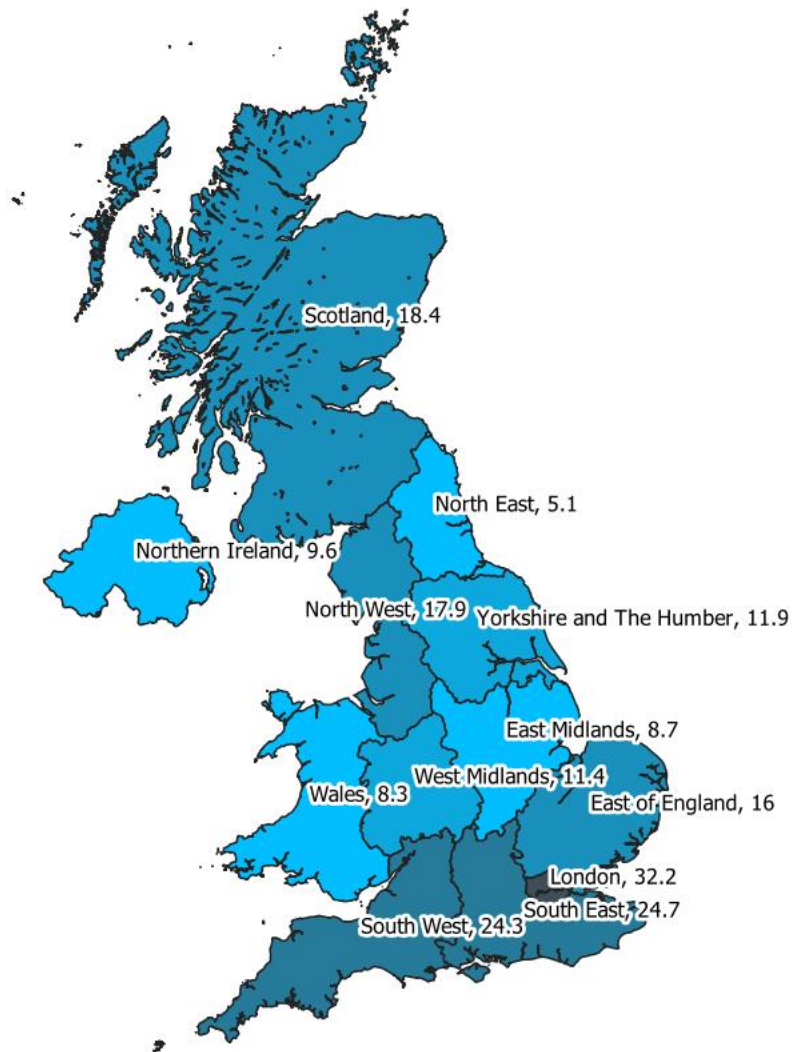 Scotland, 18.4
North East, 5.1
Northern Ireland, 9.6
North West, 17.9
Yorkshire and The Humber, 11.9
East Midlands, 8.7
West Midlands, 11.4
Wales, 8.3
East of England, 16
London, 32.2
South East, 24.7
South West, 24.3